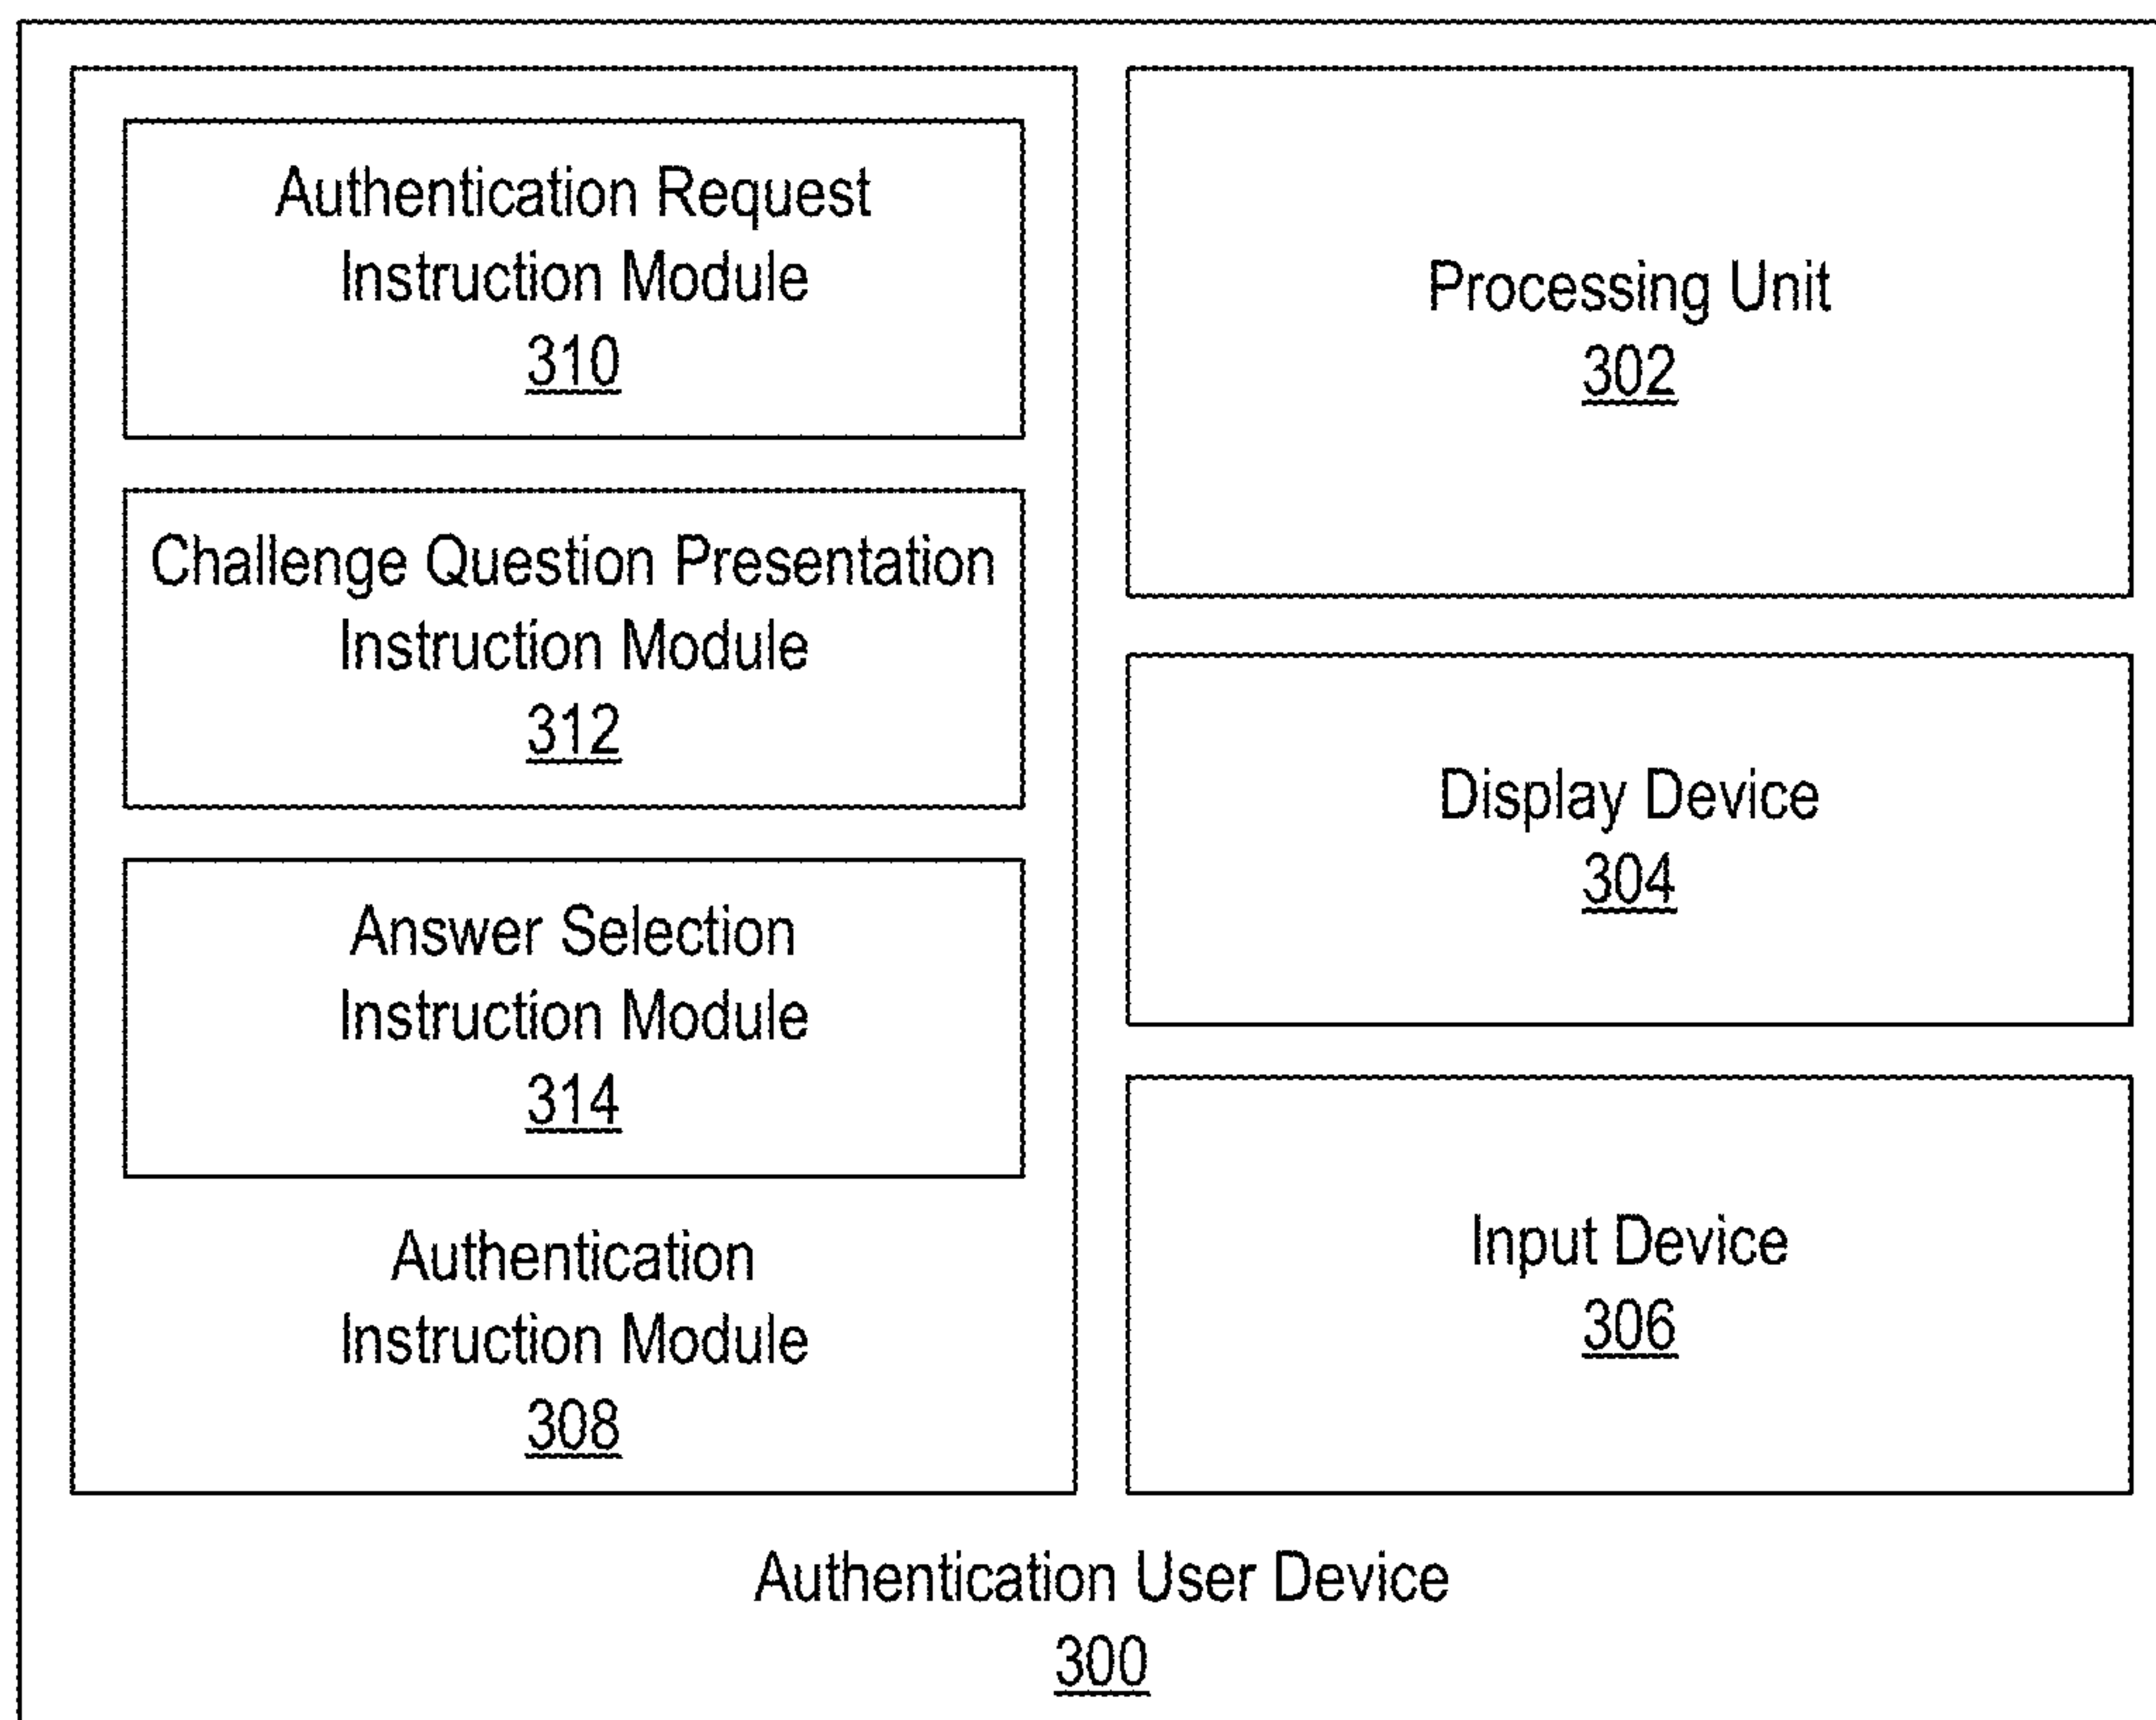 Authentication Request
Instruction Module
310
Challenge Question Presentation
Instruction Module
312
Answer Selection
Instruction Module
314
Authentication
Instruction Module
308
Processing Unit
302
Display Device
304
Input Device
306
Authentication User Device
300